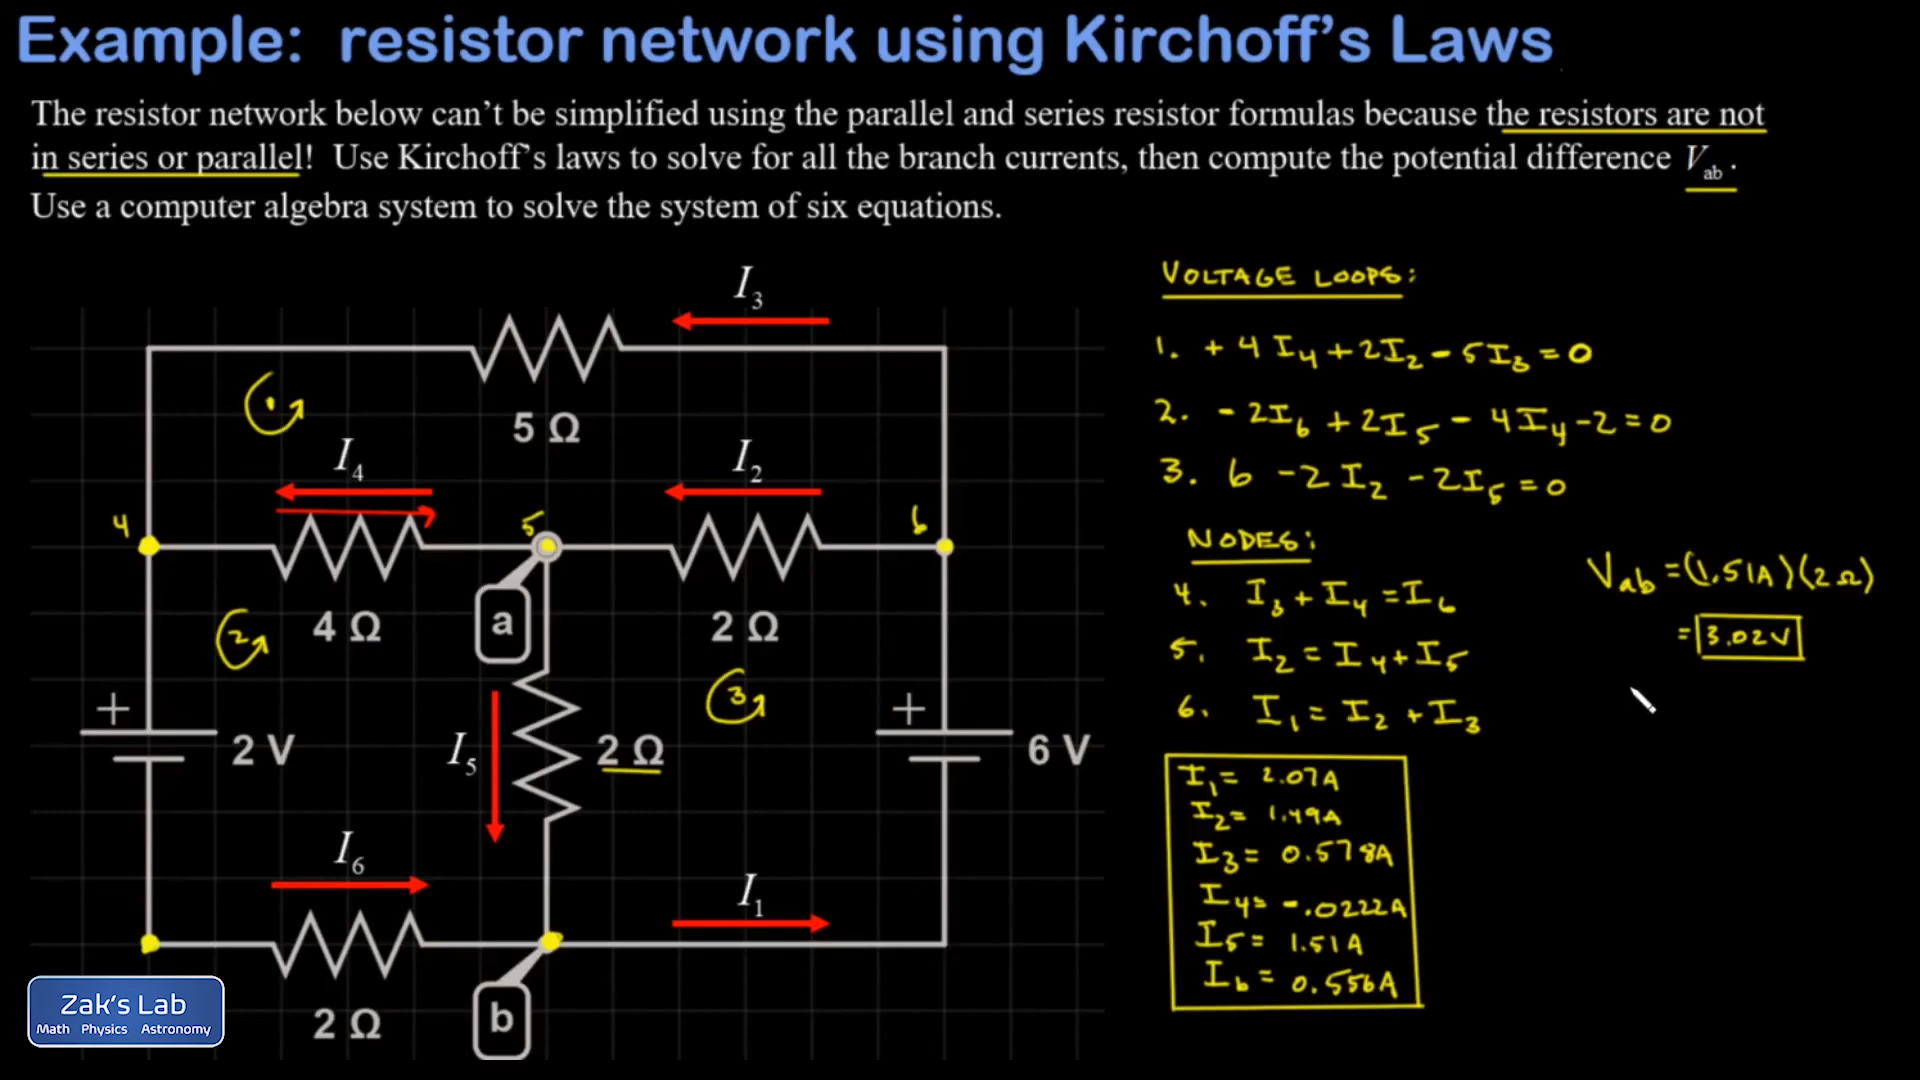 Example: resistor network using Kirchoff's Laws
The resistor network below can't be simplified using the parallel and series resistor formulas because the resistors are not
in series or parallel! Use Kirchoff's laws to solve for all the branch currents, then compute the potential difference V_ab.
Use a computer algebra system to solve the system of six equations.
I₃
5 Ω
1
I₄
I₂
4
5
6
4 Ω
a
2 Ω
2
3
+
2 V
I₅
2 Ω
+
6 V
I₆
I₁
2 Ω
b
Zak's Lab
Math Physics Astronomy
VOLTAGE LOOPS:
1. + 4I₄ + 2I₂ - 5I₃ = 0
2. - 2I₆ + 2I₅ - 4I₄ - 2 = 0
3. 6 - 2I₂ - 2I₅ = 0
NODES:
4. I₃ + I₄ = I₆
5. I₂ = I₄ + I₅
6. I₁ = I₂ + I₃
I₁ = 2.07A
I₂ = 1.49A
I₃ = 0.578A
I₄ = -.0222A
I₅ = 1.51A
I₆ = 0.556A
V_ab = (1.51A)(2Ω)
= 3.02V